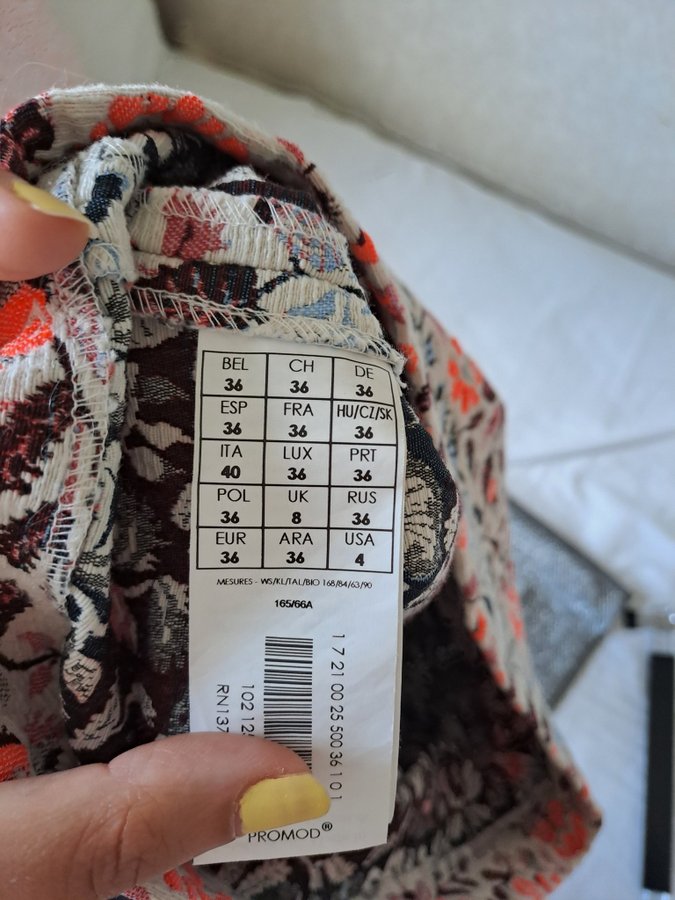 BEL CH DE
36 36 36
ESP FRA HU/CZ/SK
36 36 36
ITA LUX PRT
40 36 36
POL UK RUS
36 8 36
EUR ARA USA
36 36 4
MESURES - WS/KL/TAL/BIO 168/84/63/90
165/66A
1 7 21 00 25 500 36 1 0 1
PROMOD®